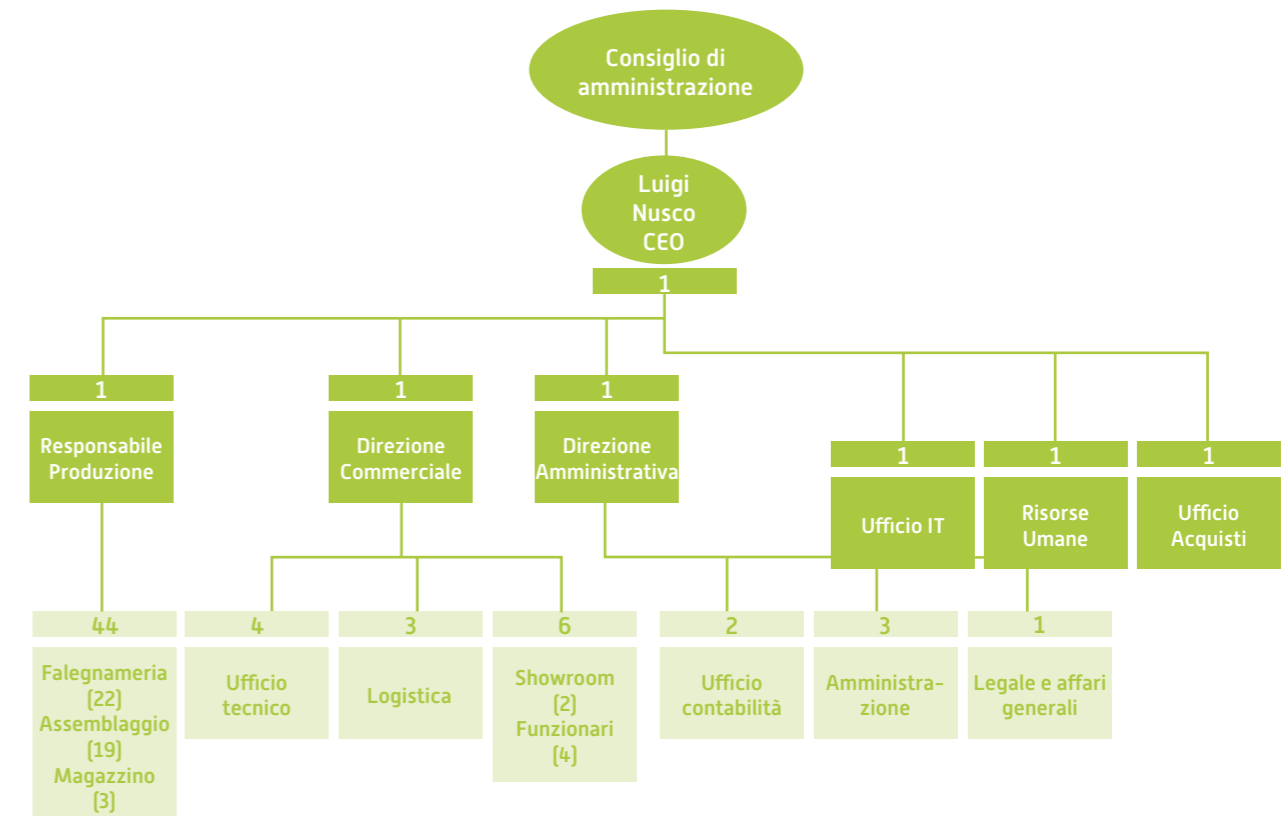 Consiglio di
amministrazione
Luigi
Nusco
CEO
1
1
Responsabile
Produzione
1
Direzione
Commerciale
1
Direzione
Amministrativa
1
Ufficio IT
1
Risorse
Umane
1
Ufficio
Acquisti
44
Falegnameria
(22)
Assemblaggio
(19)
Magazzino
(3)
4
Ufficio
tecnico
3
Logistica
6
Showroom
(2)
Funzionari
(4)
2
Ufficio
contabilità
3
Amministra-
zione
1
Legale e affari
generali